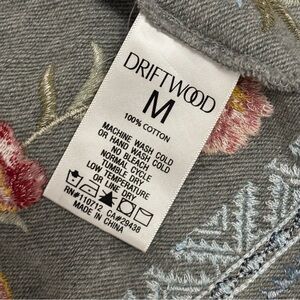 DRIFTWOOD
M
100% COTTON
MACHINE WASH COLD
OR HAND WASH COLD
NO BLEACH
NORMAL CYCLE
TUMBLE DRY
LOW TEMPERATURE
OR LINE DRY
RN#110712 CA#29436
MADE IN CHINA